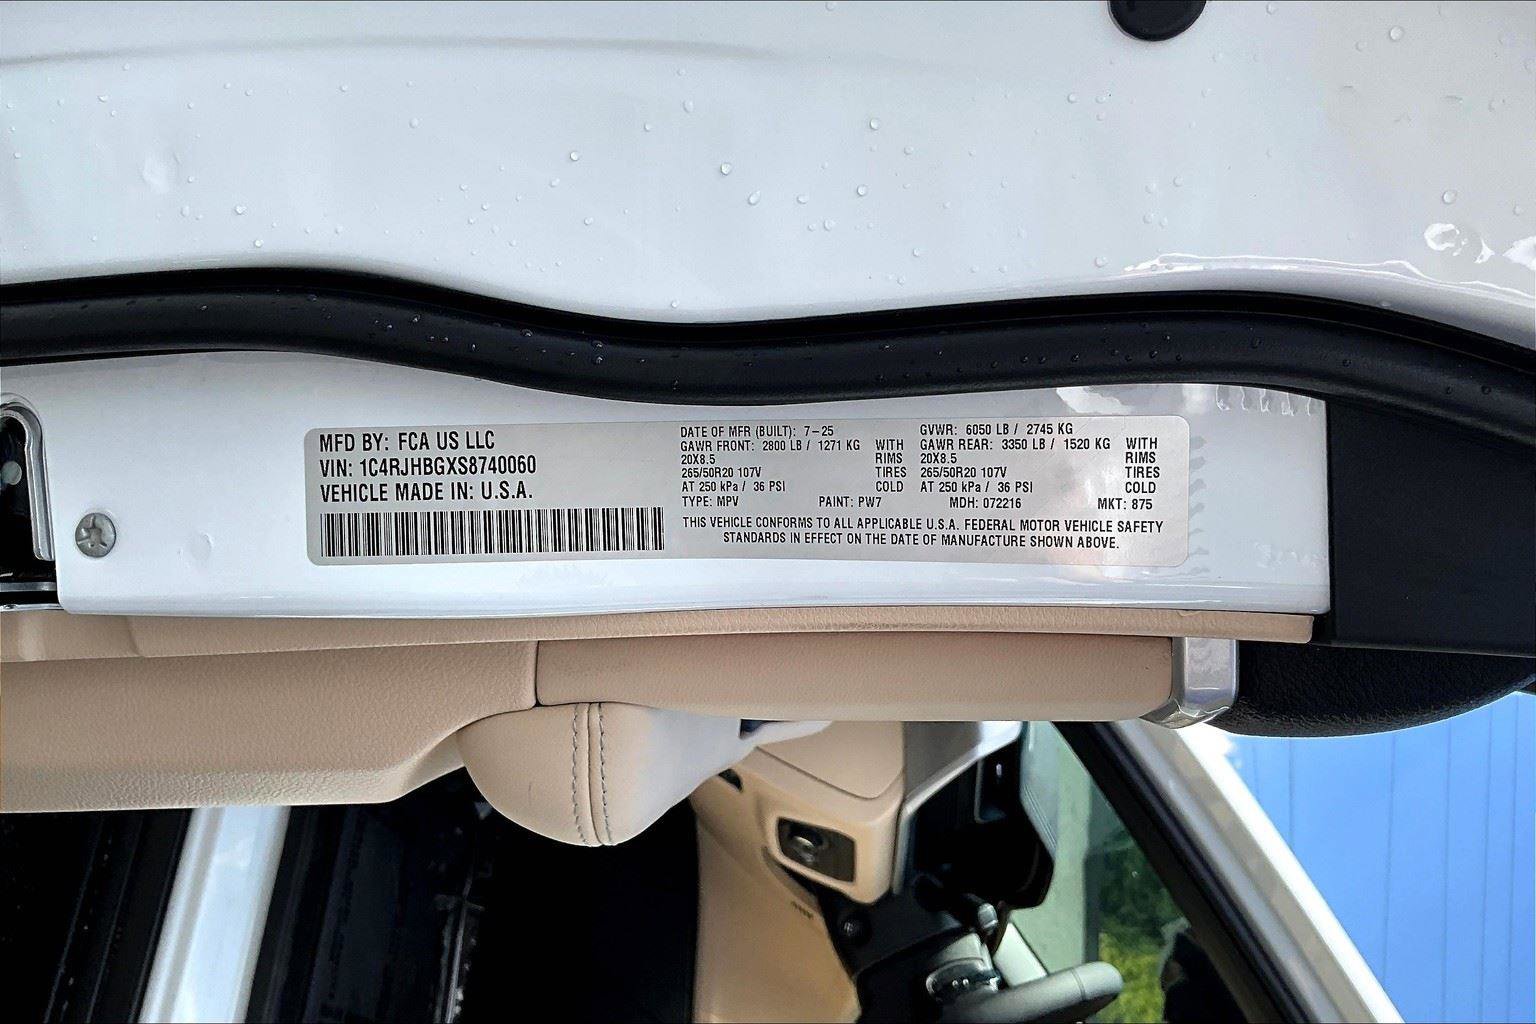 MFD BY: FCA US LLC
VIN: 1C4RJHBGXS8740060
VEHICLE MADE IN: U.S.A.
DATE OF MFR (BUILT): 7-25
GAWR FRONT: 2800 LB / 1271 KG WITH
20X8.5 RIMS
265/50R20 107V TIRES
AT 250 kPa / 36 PSI COLD
GVWR: 6050 LB / 2745 KG
GAWR REAR: 3350 LB / 1520 KG WITH
20X8.5 RIMS
265/50R20 107V TIRES
AT 250 kPa / 36 PSI COLD
TYPE: MPV PAINT: PW7 MDH: 072216 MKT: 875
THIS VEHICLE CONFORMS TO ALL APPLICABLE U.S.A. FEDERAL MOTOR VEHICLE SAFETY
STANDARDS IN EFFECT ON THE DATE OF MANUFACTURE SHOWN ABOVE.